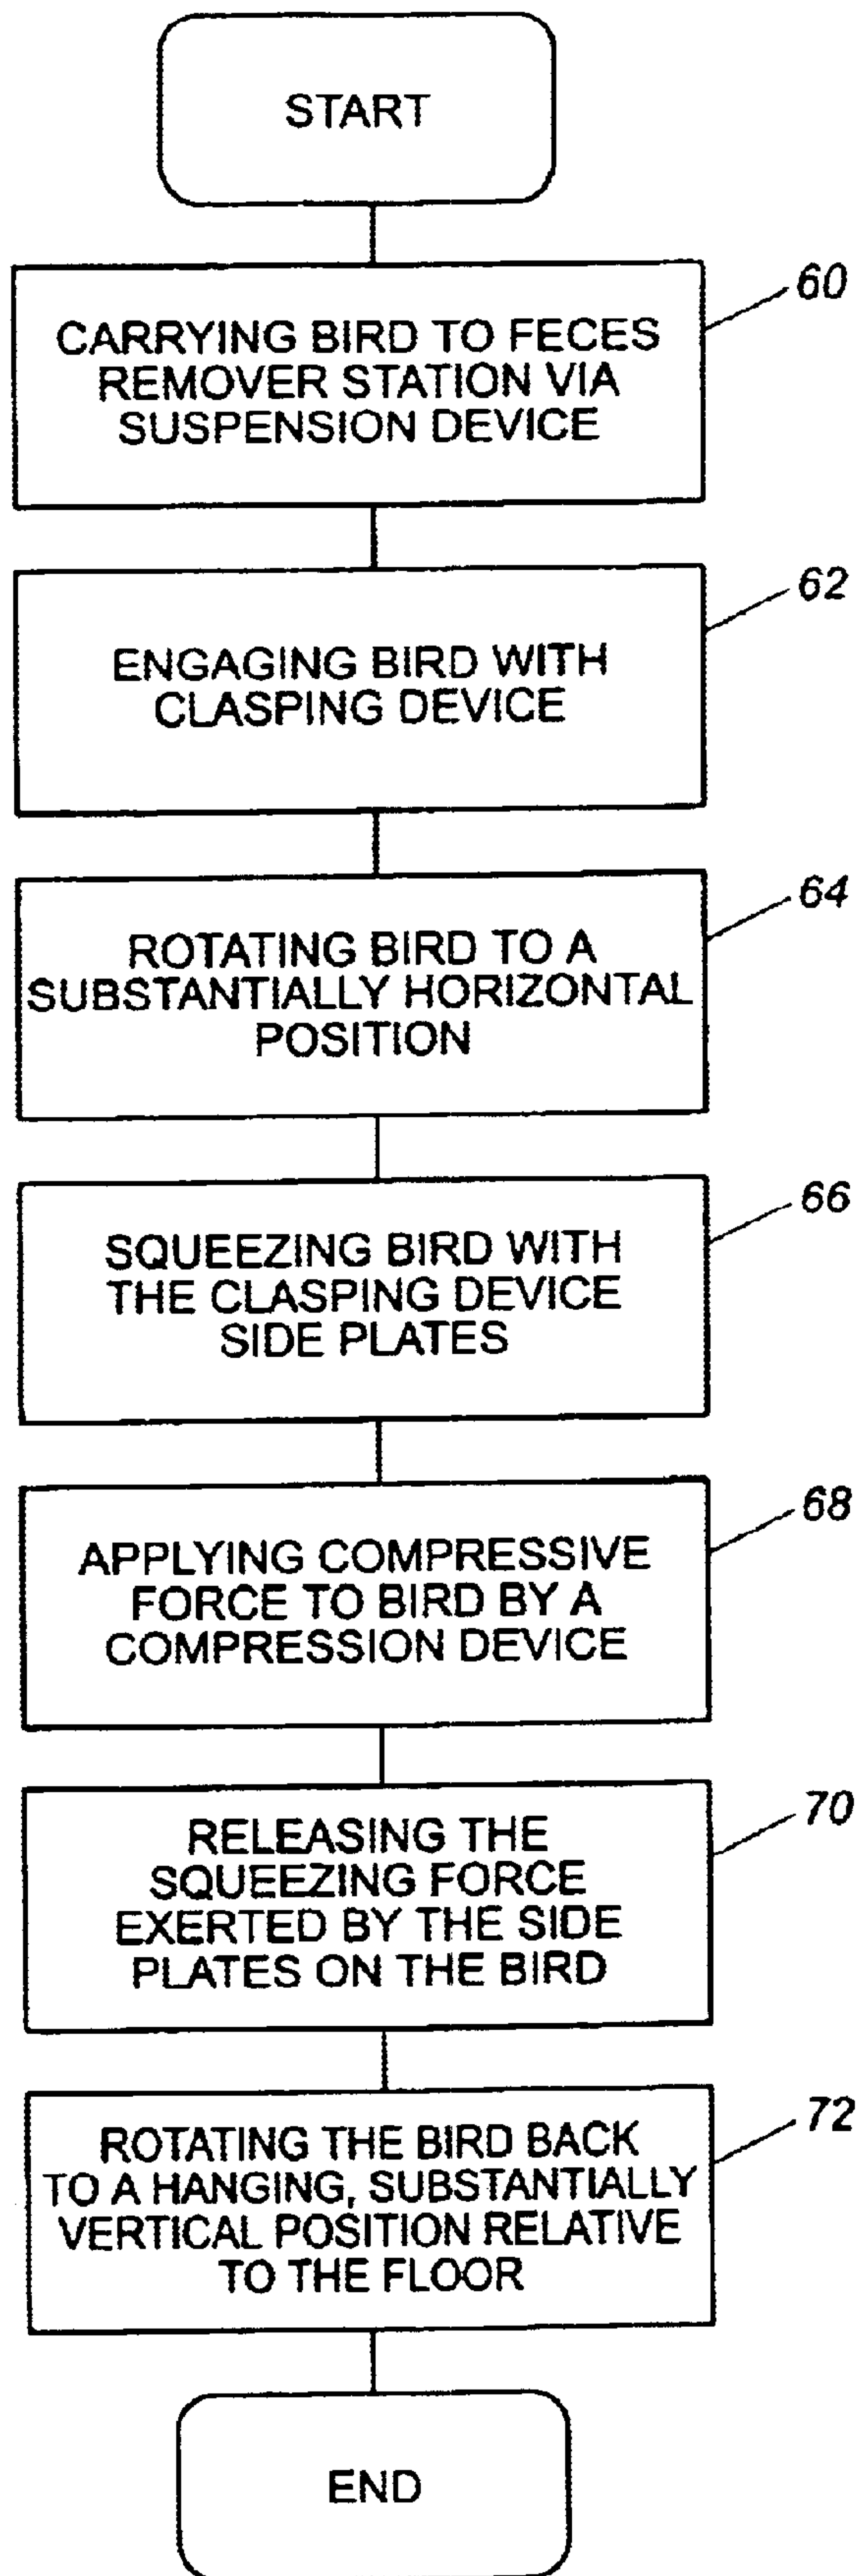 START
60
CARRYING BIRD TO FECES
REMOVER STATION VIA
SUSPENSION DEVICE
62
ENGAGING BIRD WITH
CLASPING DEVICE
64
ROTATING BIRD TO A
SUBSTANTIALLY HORIZONTAL
POSITION
66
SQUEEZING BIRD WITH
THE CLASPING DEVICE
SIDE PLATES
68
APPLYING COMPRESSIVE
FORCE TO BIRD BY A
COMPRESSION DEVICE
70
RELEASING THE
SQUEEZING FORCE
EXERTED BY THE SIDE
PLATES ON THE BIRD
72
ROTATING THE BIRD BACK
TO A HANGING, SUBSTANTIALLY
VERTICAL POSITION RELATIVE
TO THE FLOOR
END